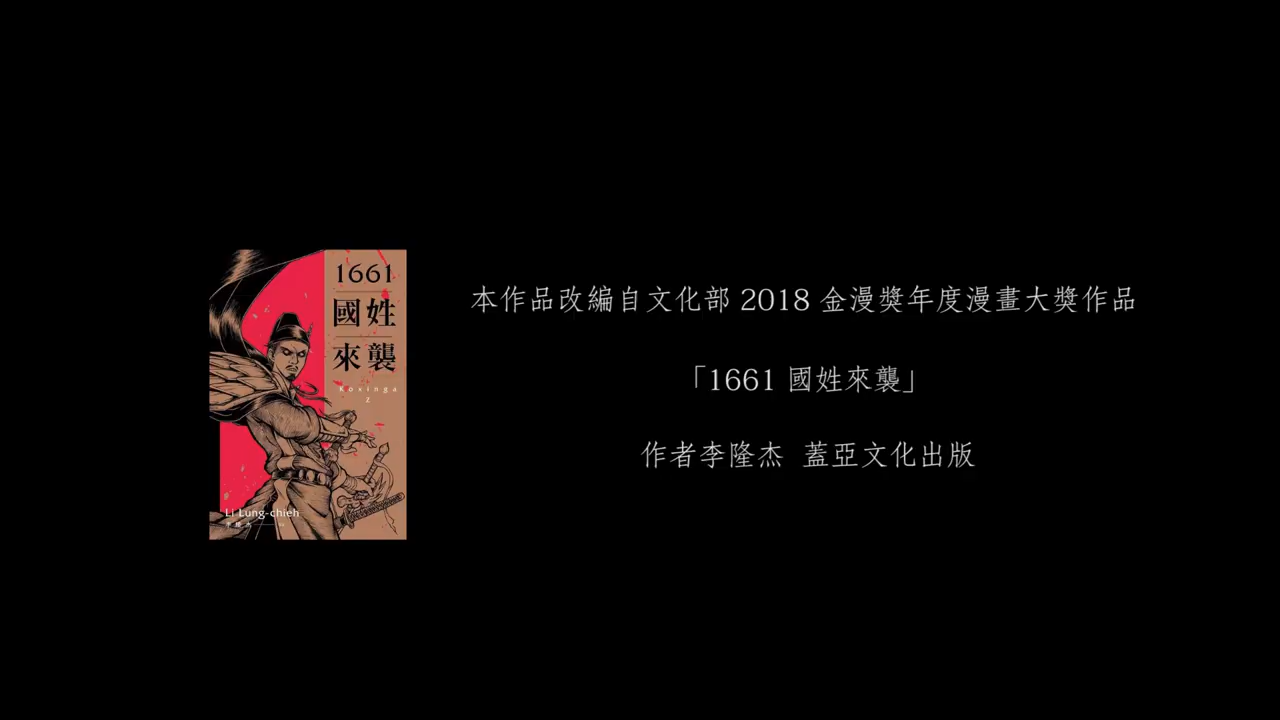 1661
國姓
來襲
Koxinga
Z
Li Lung-chieh
本作品改編自文化部 2018 金漫獎年度漫畫大獎作品
「1661 國姓來襲」
作者李隆杰 蓋亞文化出版